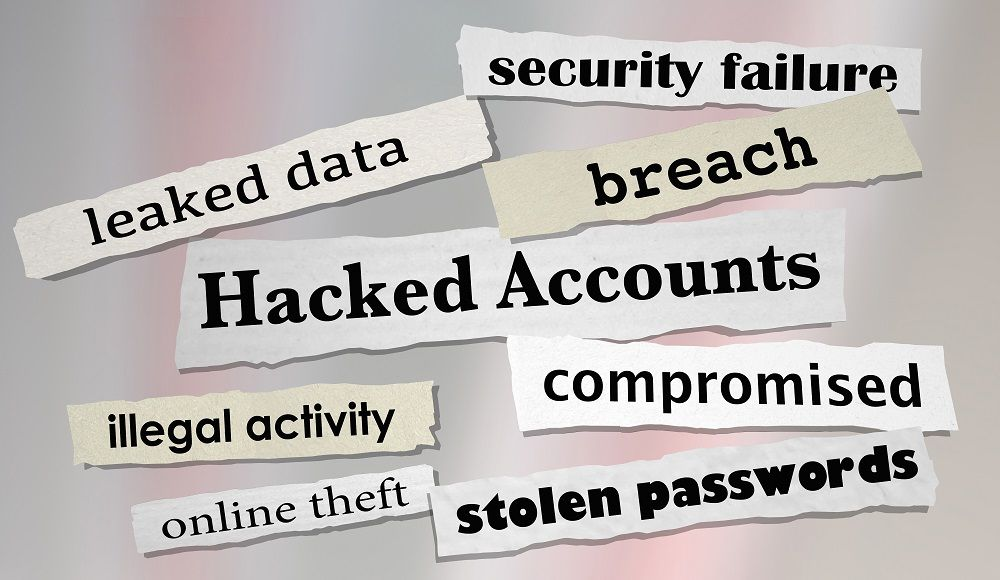 security failure
leaked data
breach
Hacked Accounts
compromised
illegal activity
stolen passwords
online theft